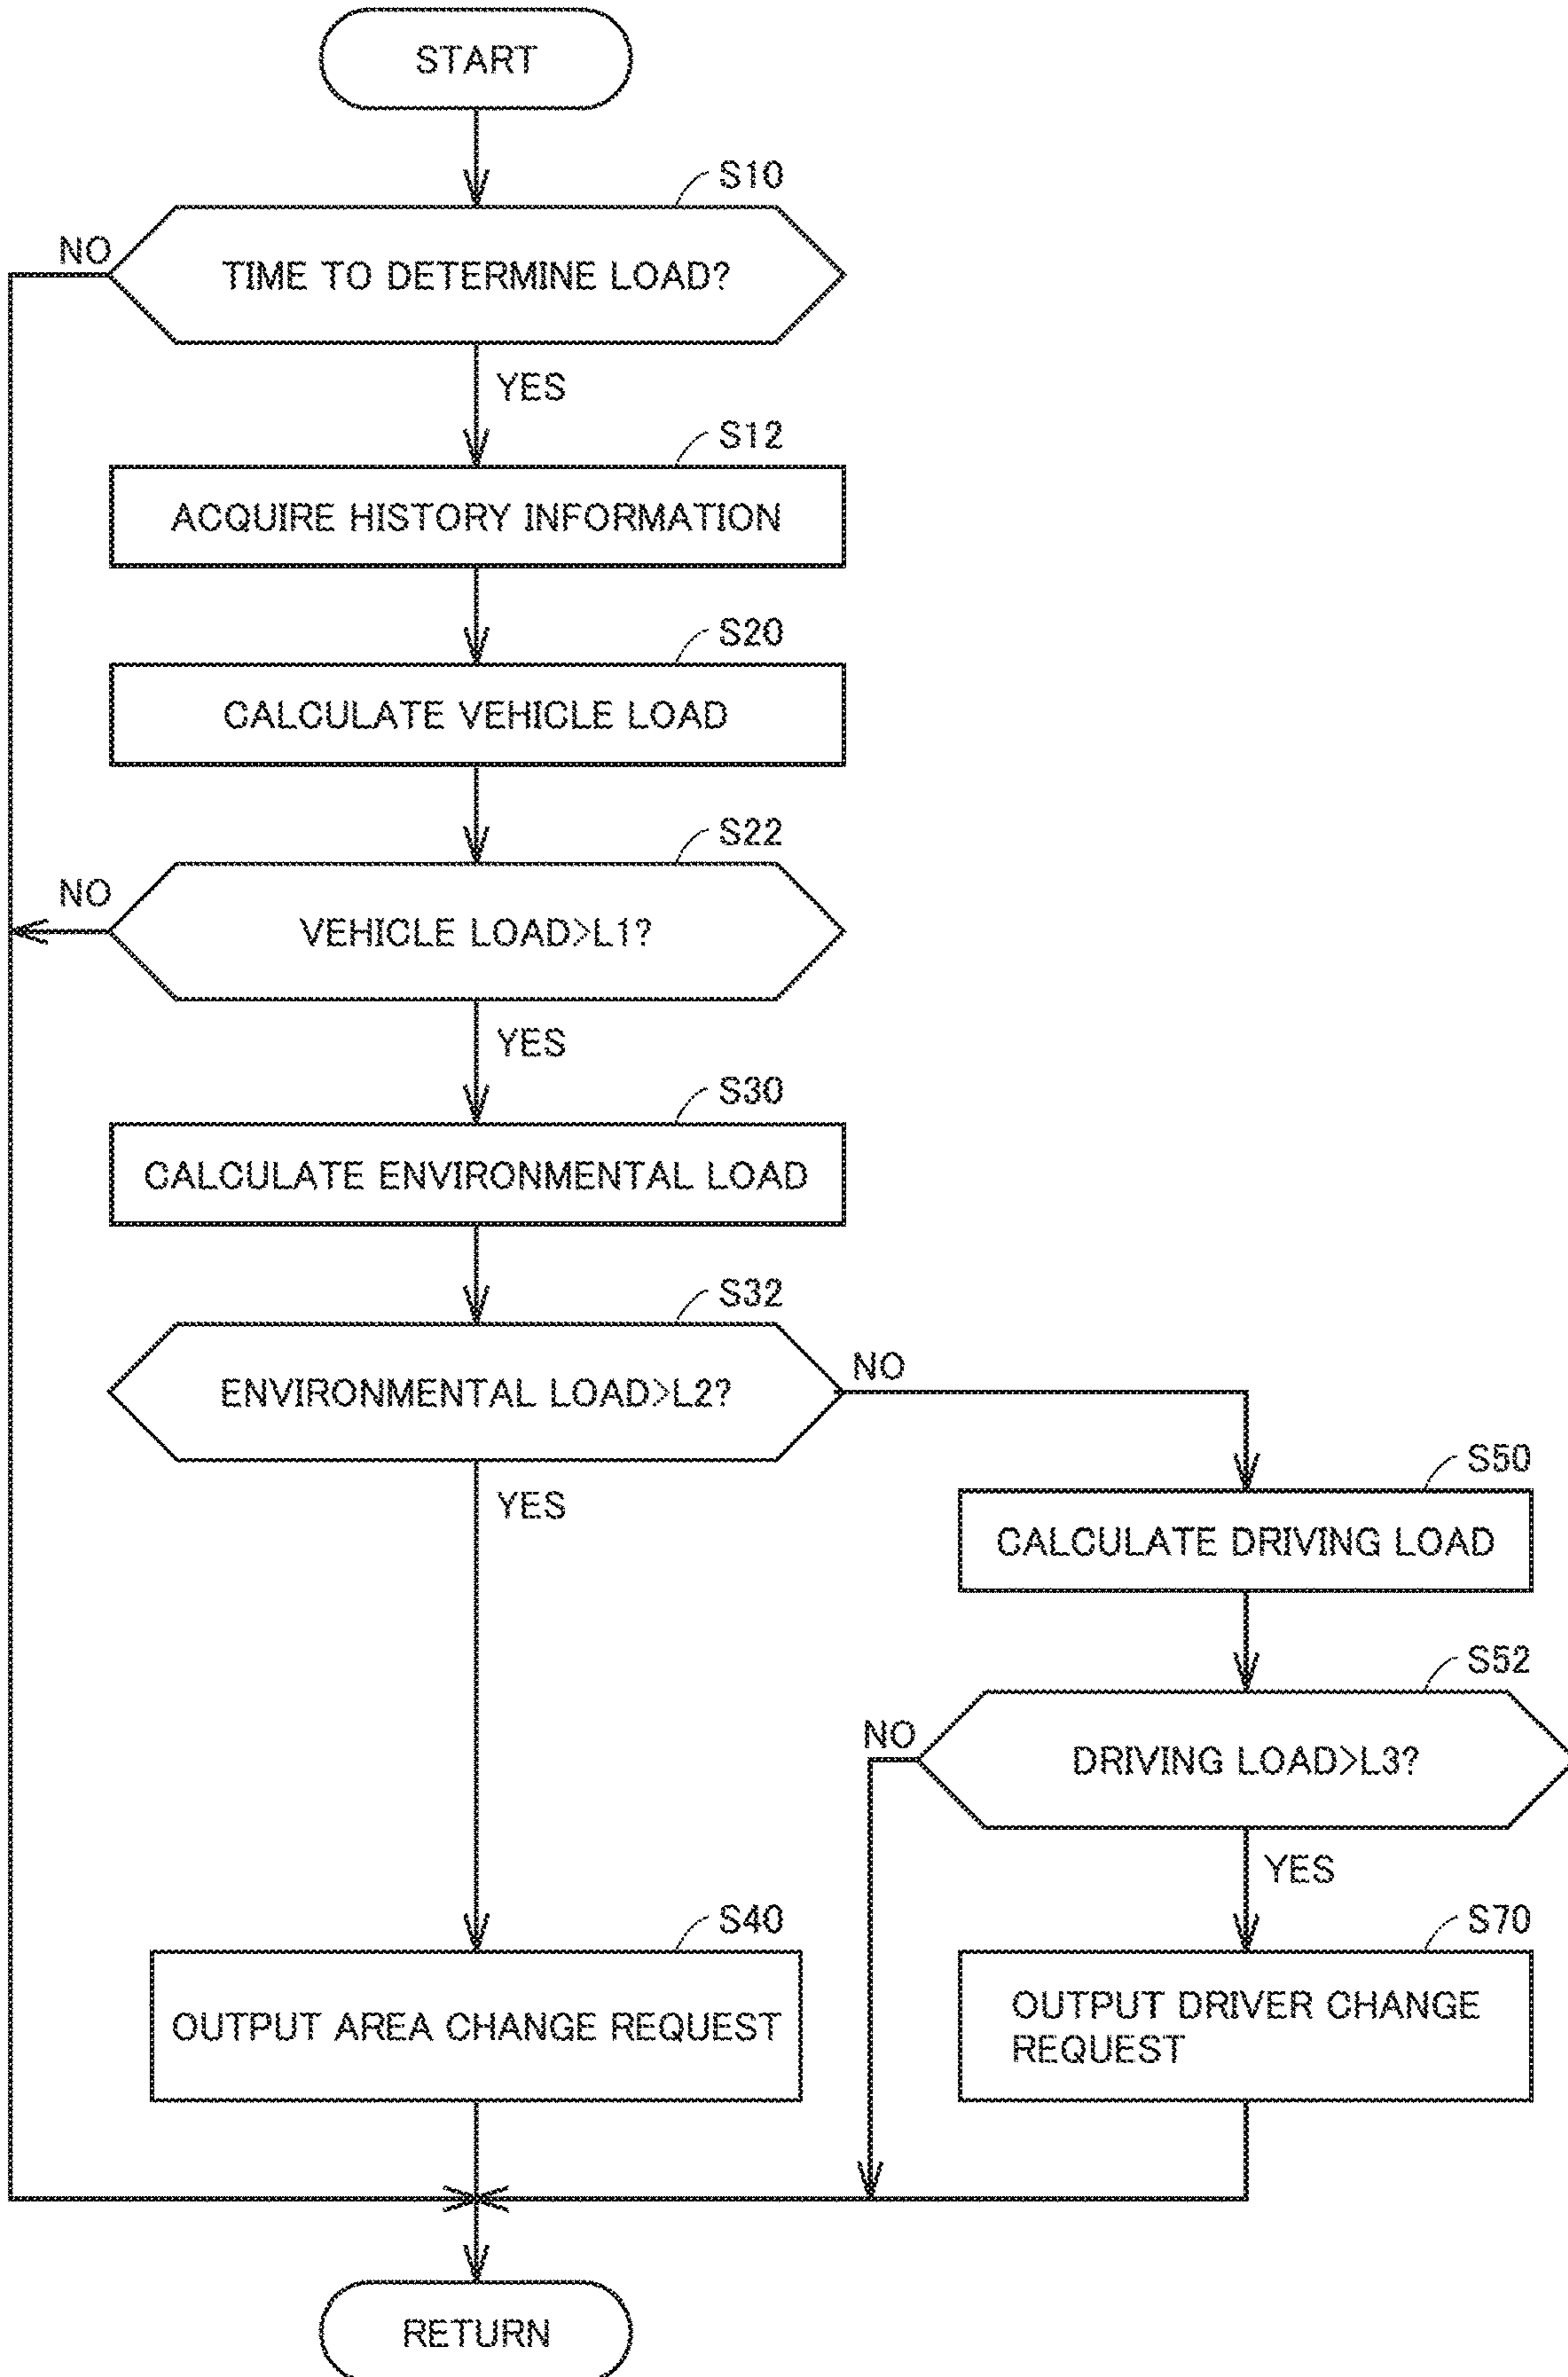 START
S10
NO
TIME TO DETERMINE LOAD?
YES
S12
ACQUIRE HISTORY INFORMATION
S20
CALCULATE VEHICLE LOAD
S22
NO
VEHICLE LOAD>L1?
YES
S30
CALCULATE ENVIRONMENTAL LOAD
S32
ENVIRONMENTAL LOAD>L2?
NO
YES
S50
CALCULATE DRIVING LOAD
S52
NO
DRIVING LOAD>L3?
YES
S40
OUTPUT AREA CHANGE REQUEST
S70
OUTPUT DRIVER CHANGE
REQUEST
RETURN